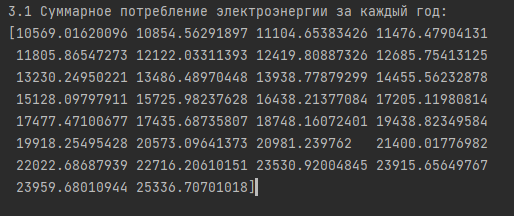 3.1 Суммарное потребление электроэнергии за каждый год:
[10569.01620096 10854.56291897 11104.65383426 11476.47904131
11805.86547273 12122.03311393 12419.80887326 12685.75413125
13230.24950221 13486.48970448 13938.77879299 14455.56232878
15128.09797911 15725.98237628 16438.21377084 17205.11980814
17477.47100677 17435.68735807 18748.16072401 19438.82349584
19918.25495428 20573.09641373 20981.239762 21400.01776982
22022.68687939 22716.20610151 23530.92004845 23915.65649767
23959.68010944 25336.70701018]